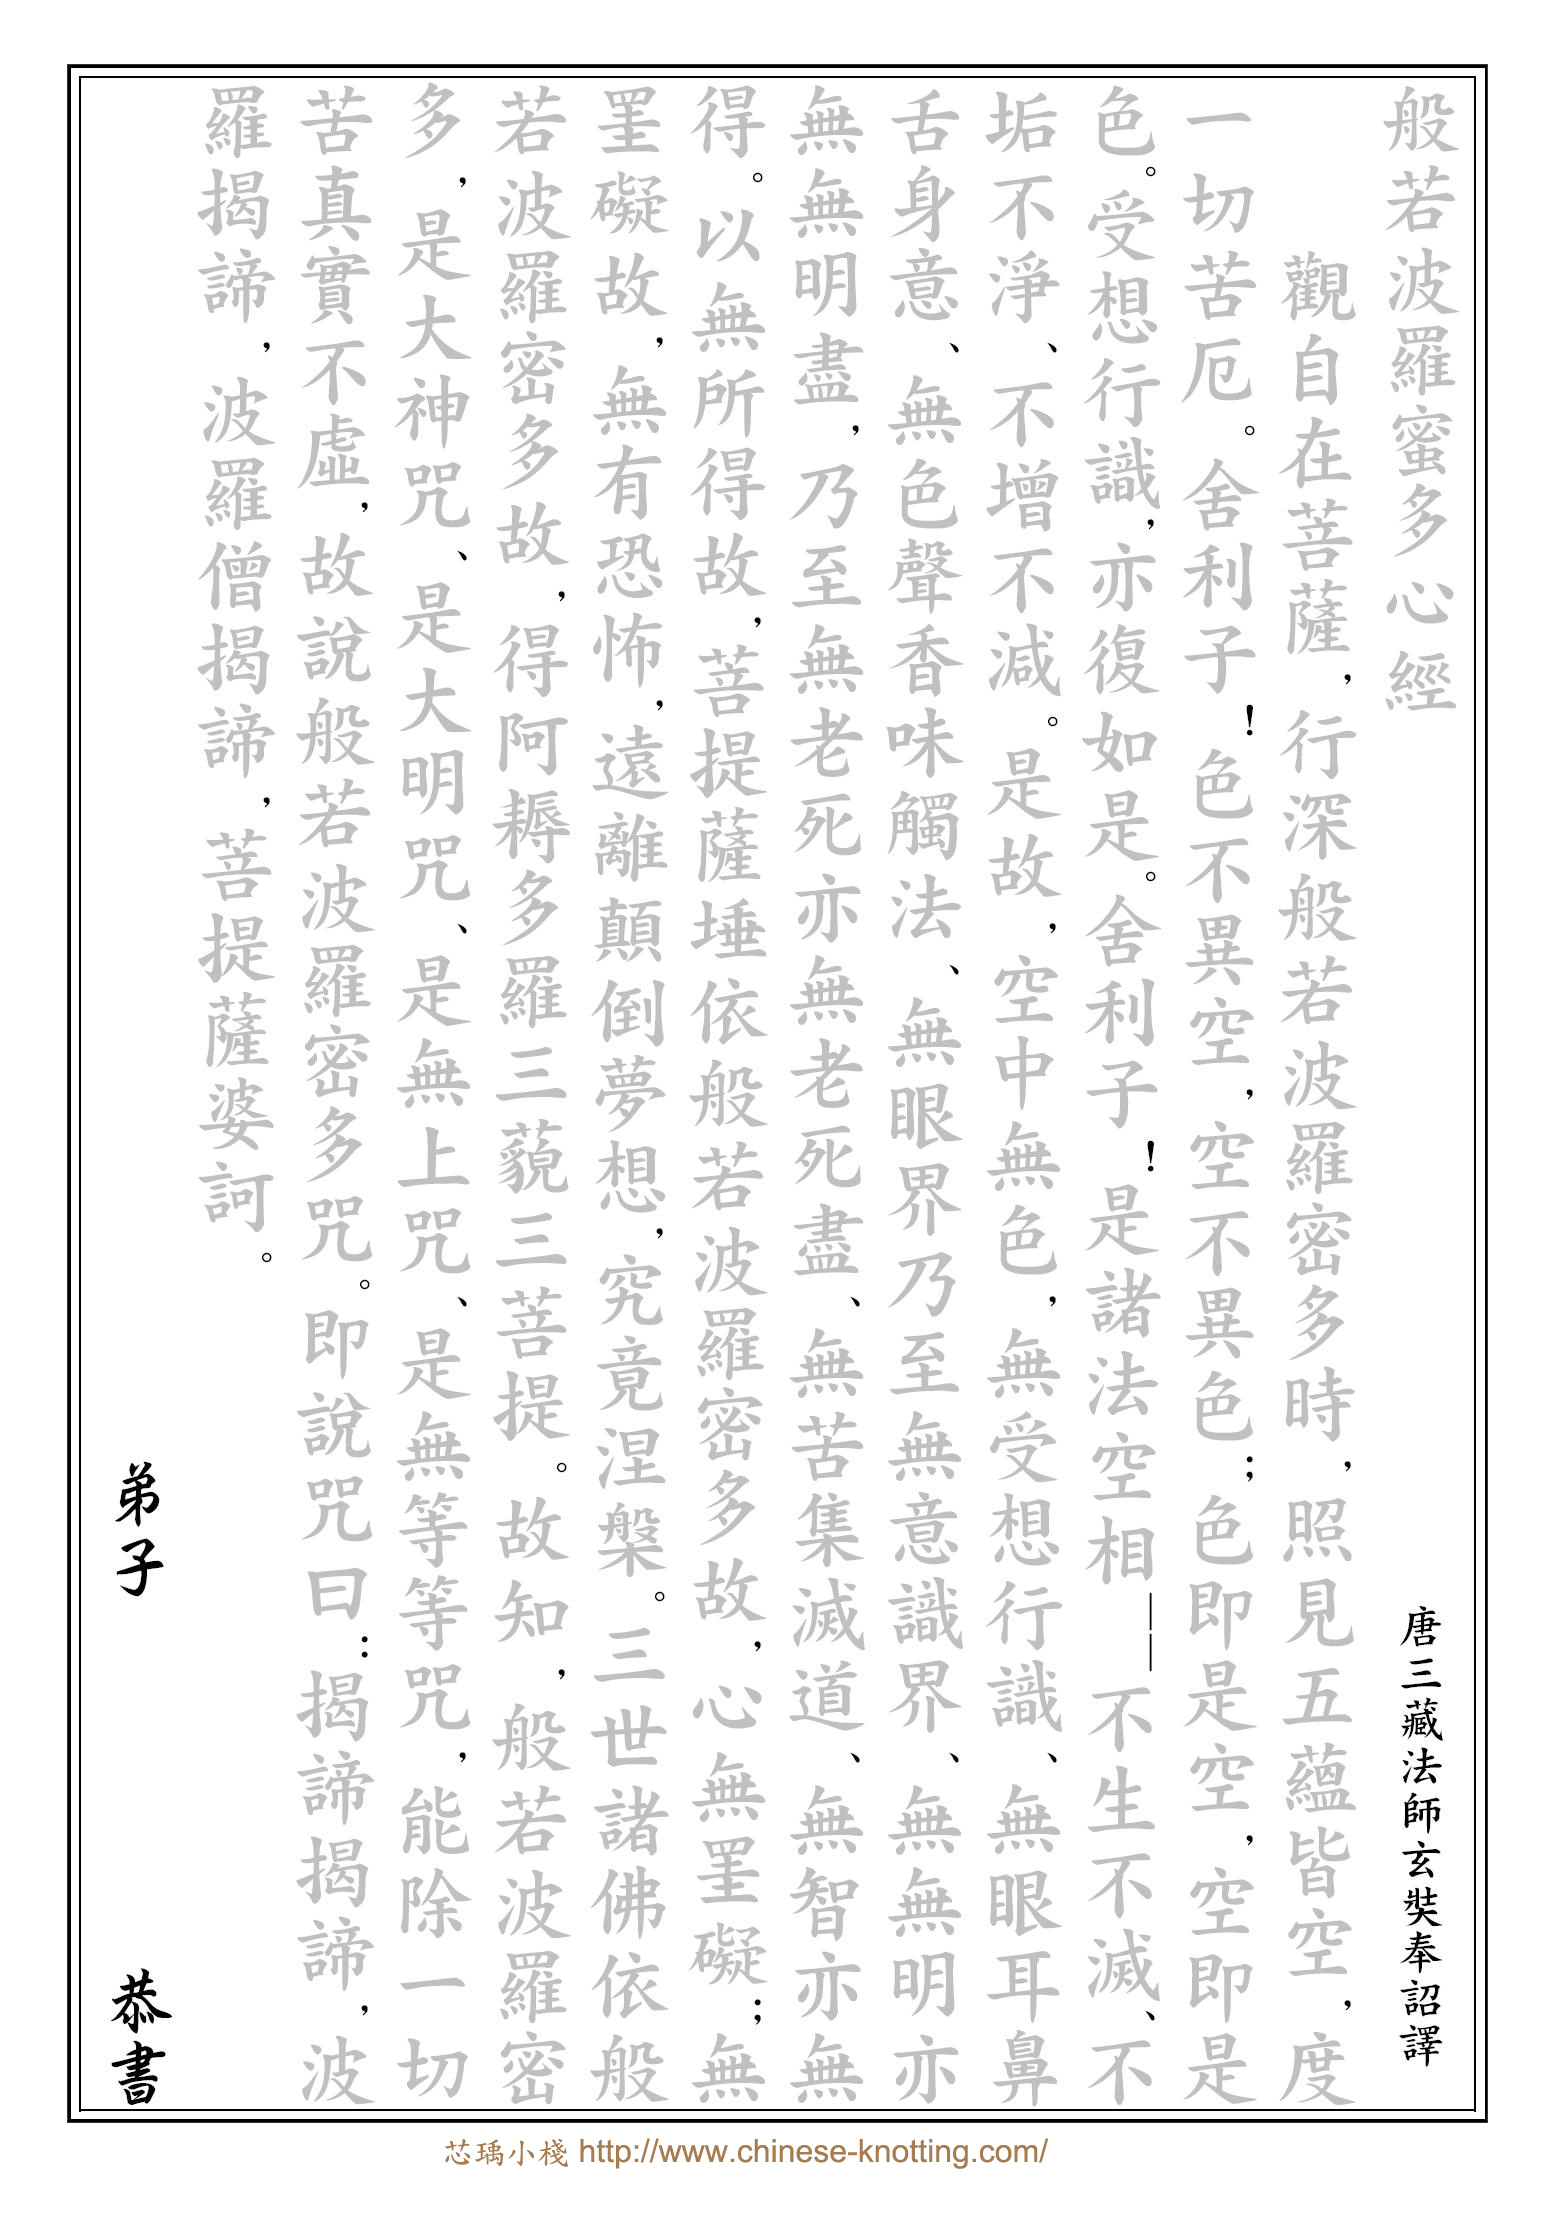 般若波羅蜜多心經
唐三藏法師玄奘奉詔譯
觀自在菩薩，行深般若波羅密多時，照見五蘊皆空，度
一切苦厄。舍利子！色不異空，空不異色；色即是空，空即是
色。受想行識，亦復如是。舍利子！是諸法空相——不生不滅、不
垢不淨、不增不減。是故，空中無色，無受想行識、無眼耳鼻
舌身意、無色聲香味觸法、無眼界乃至無意識界、無無明亦
無無明盡，乃至無老死亦無老死盡、無苦集滅道、無智亦無
得。以無所得故，菩提薩埵依般若波羅密多故，心無罣礙；無
罣礙故，無有恐怖，遠離顛倒夢想，究竟涅槃。三世諸佛依般
若波羅密多故，得阿耨多羅三藐三菩提。故知，般若波羅密
多，是大神咒、是大明咒、是無上咒、是無等等咒，能除一切
苦真實不虛，故說般若波羅密多咒。即說咒曰：揭諦揭諦，波
羅揭諦，波羅僧揭諦，菩提薩婆訶。
弟子 恭書
芯瑀小棧 http://www.chinese-knotting.com/